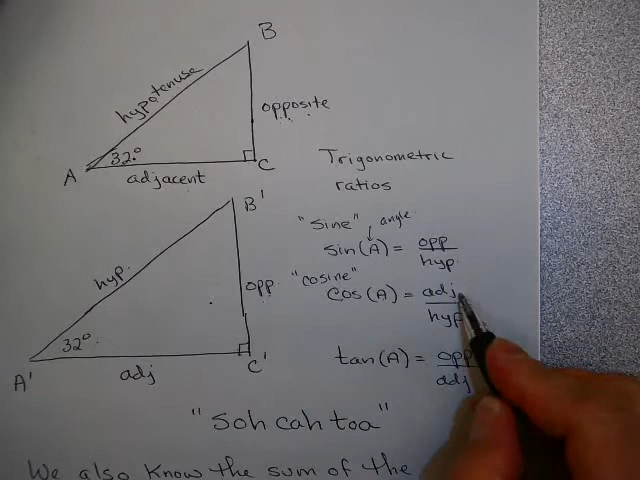 B
hypotenuse
opposite
32°
A
C
adjacent
Trigonometric
ratios
B'
"Sine" angle
sin(A) = opp
hyp
hyp.
opp
"cosine"
Cos(A) = adj
hyp
32°
A'
adj
C'
tan(A) = opp
adj
"soh cah toa"
We also know the sum of the